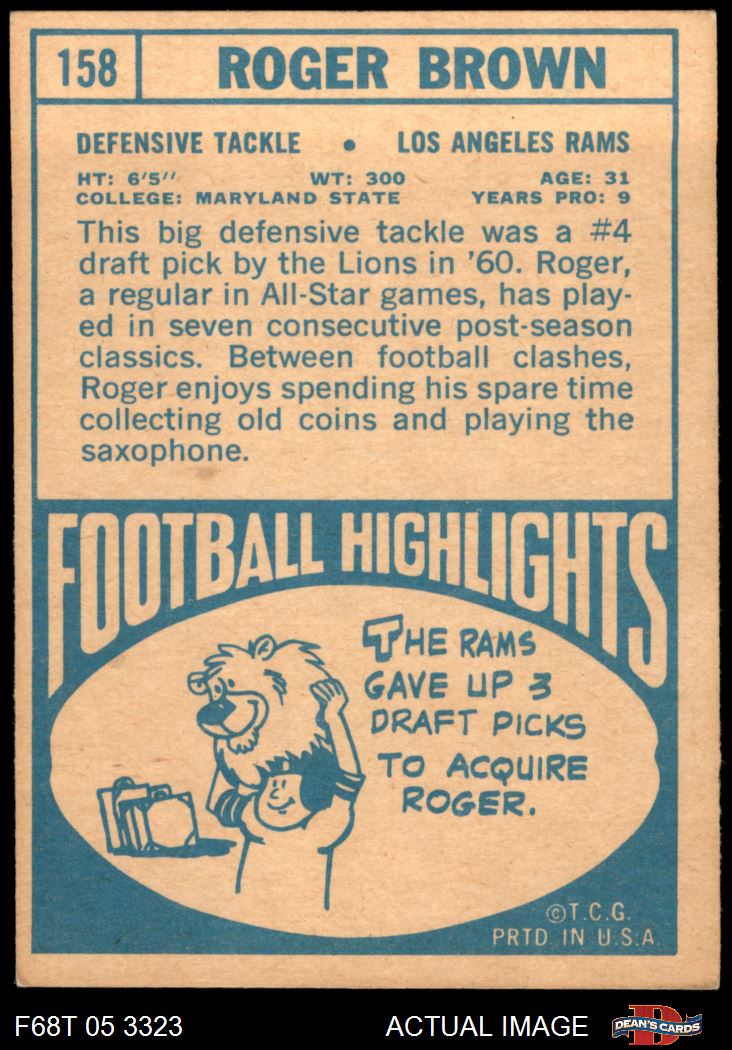 158 ROGER BROWN
DEFENSIVE TACKLE • LOS ANGELES RAMS
HT: 6'5" WT: 300 AGE: 31
COLLEGE: MARYLAND STATE YEARS PRO: 9
This big defensive tackle was a #4
draft pick by the Lions in '60. Roger,
a regular in All-Star games, has play-
ed in seven consecutive post-season
classics. Between football clashes,
Roger enjoys spending his spare time
collecting old coins and playing the
saxophone.
FOOTBALL HIGHLIGHTS
THE RAMS
GAVE UP 3
DRAFT PICKS
TO ACQUIRE
ROGER.
©T.C.G.
PRTD IN U.S.A.
F68T 05 3323 ACTUAL IMAGE
D
DEAN'S CARDS